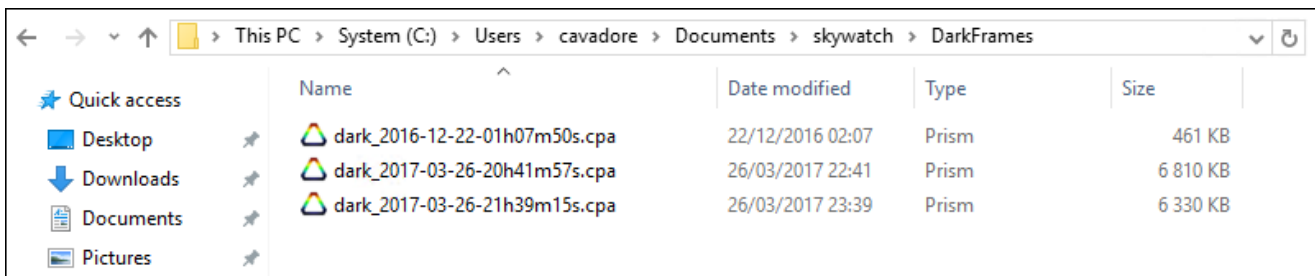 This PC > System (C:) > Users > cavadore > Documents > skywatch > DarkFrames
Quick access
Desktop
Downloads
Documents
Pictures
Name Date modified Type Size
dark_2016-12-22-01h07m50s.cpa 22/12/2016 02:07 Prism 461 KB
dark_2017-03-26-20h41m57s.cpa 26/03/2017 22:41 Prism 6 810 KB
dark_2017-03-26-21h39m15s.cpa 26/03/2017 23:39 Prism 6 330 KB